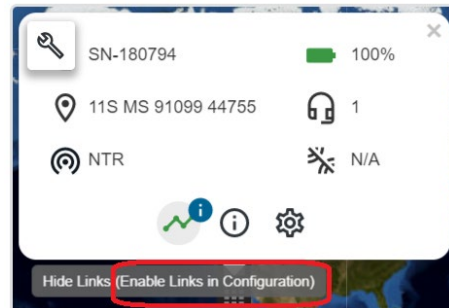 SN-180794
100%
11S MS 91099 44755
1
NTR
N/A
Hide Links (Enable Links in Configuration)